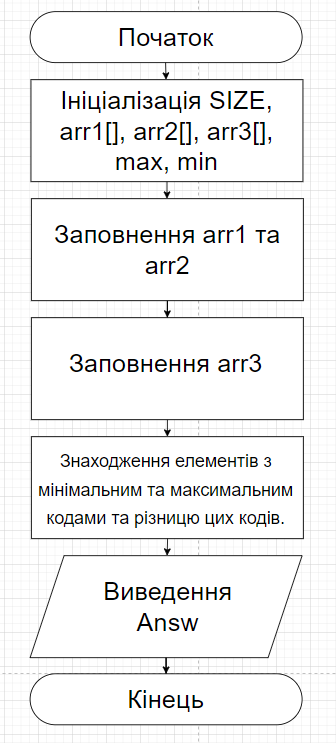 Початок
Ініціалізація SIZE,
arr1[], arr2[], arr3[],
max, min
Заповнення arr1 та
arr2
Заповнення arr3
Знаходження елементів з
мінімальним та максимальним
кодами та різницю цих кодів.
Виведення
Answ
Кінець